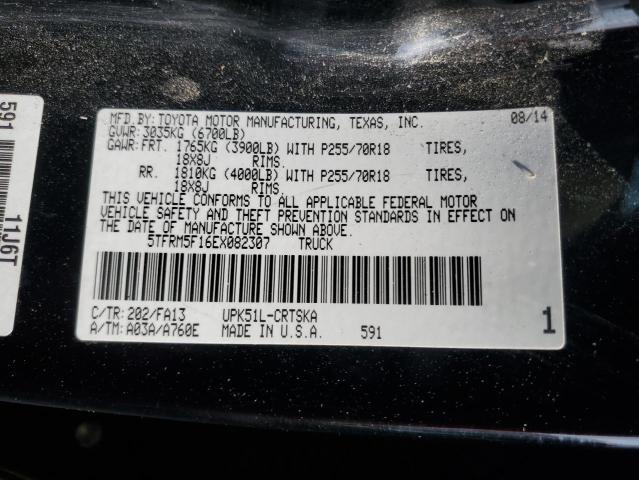 MFD.BY:TOYOTA MOTOR MANUFACTURING, TEXAS, INC. 08/14
GVWR:3035KG (6700LB)
GAWR:FRT. 1765KG (3900LB) WITH P255/70R18 TIRES,
18X8J RIMS.
RR. 1810KG (4000LB) WITH P255/70R18 TIRES,
18X8J RIMS.
THIS VEHICLE CONFORMS TO ALL APPLICABLE FEDERAL MOTOR
VEHICLE SAFETY AND THEFT PREVENTION STANDARDS IN EFFECT ON
THE DATE OF MANUFACTURE SHOWN ABOVE.
5TFRM5F16EX082307 TRUCK
C/TR:202/FA13 UPK51L-CRTSKA
A/TM:A03A/A760E MADE IN U.S.A. 591 1
591 11J6T